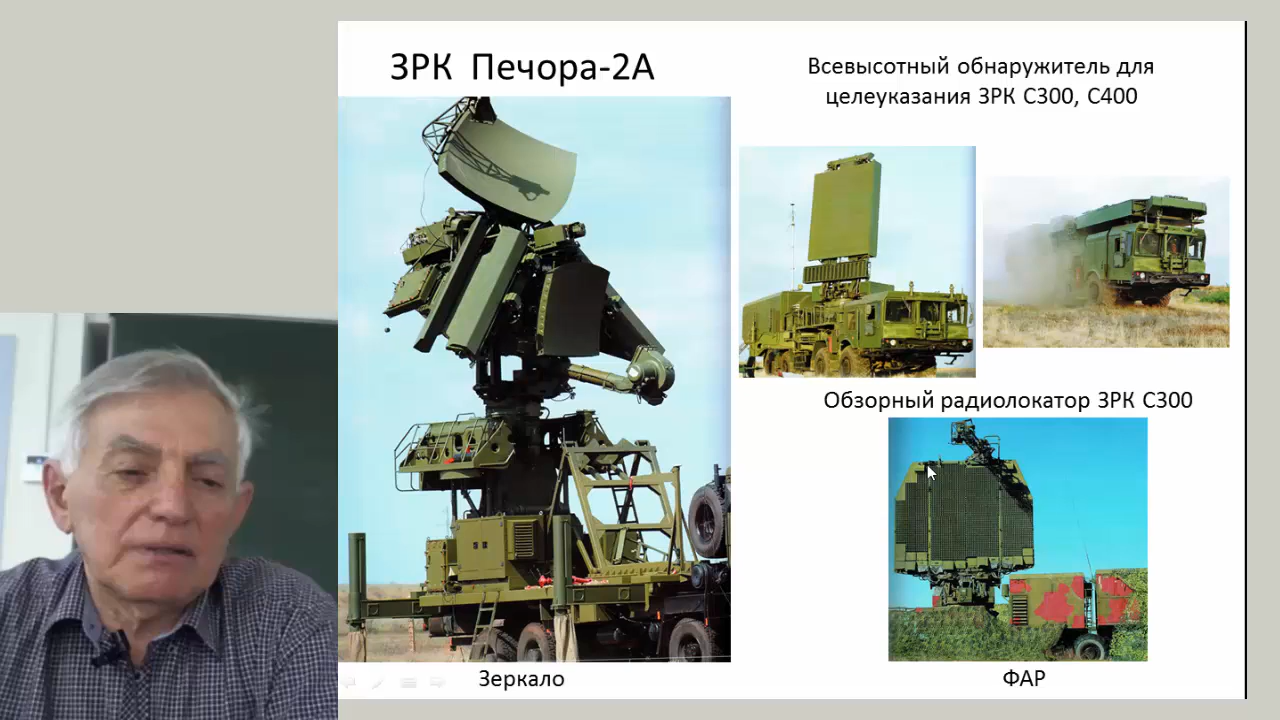 ЗРК Печора-2А
Всевысотный обнаружитель для
целеуказания ЗРК С300, С400
Обзорный радиолокатор ЗРК С300
Зеркало
ФАР